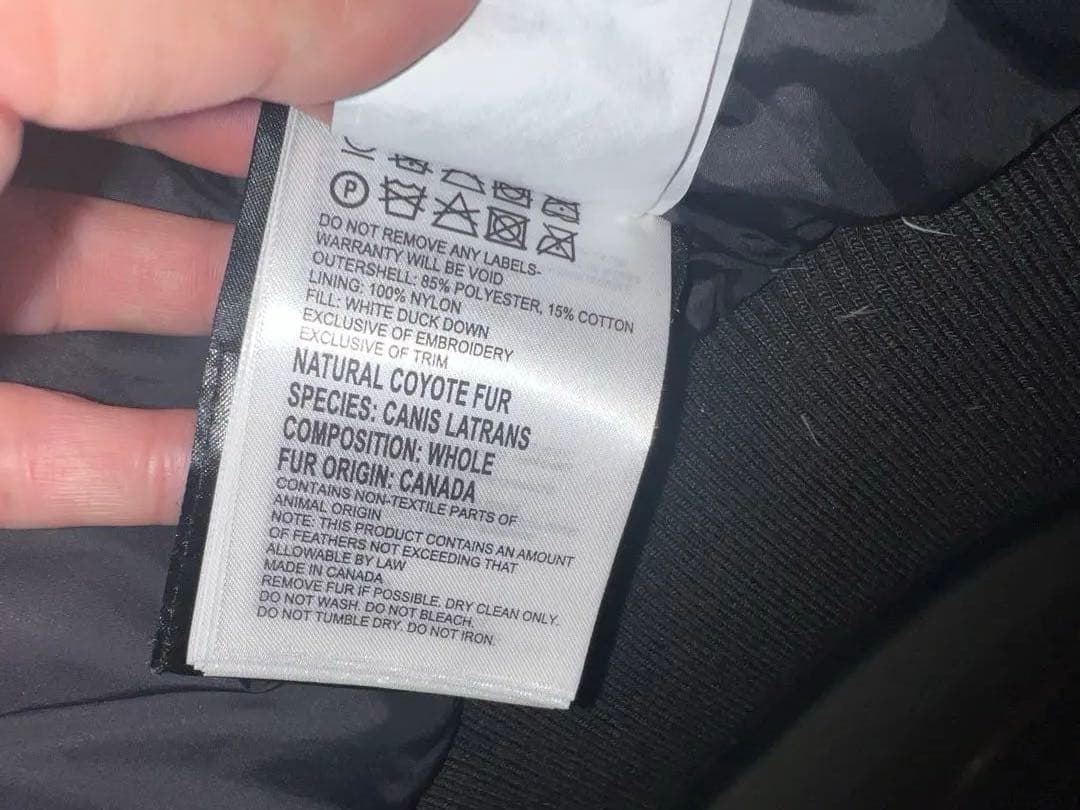 P
DO NOT REMOVE ANY LABELS-
WARRANTY WILL BE VOID
OUTERSHELL: 85% POLYESTER, 15% COTTON
LINING: 100% NYLON
FILL: WHITE DUCK DOWN
EXCLUSIVE OF EMBROIDERY
EXCLUSIVE OF TRIM
NATURAL COYOTE FUR
SPECIES: CANIS LATRANS
COMPOSITION: WHOLE
FUR ORIGIN: CANADA
CONTAINS NON-TEXTILE PARTS OF
ANIMAL ORIGIN
NOTE: THIS PRODUCT CONTAINS AN AMOUNT
OF FEATHERS NOT EXCEEDING THAT
ALLOWABLE BY LAW
MADE IN CANADA
REMOVE FUR IF POSSIBLE. DRY CLEAN ONLY.
DO NOT WASH. DO NOT BLEACH.
DO NOT TUMBLE DRY. DO NOT IRON.